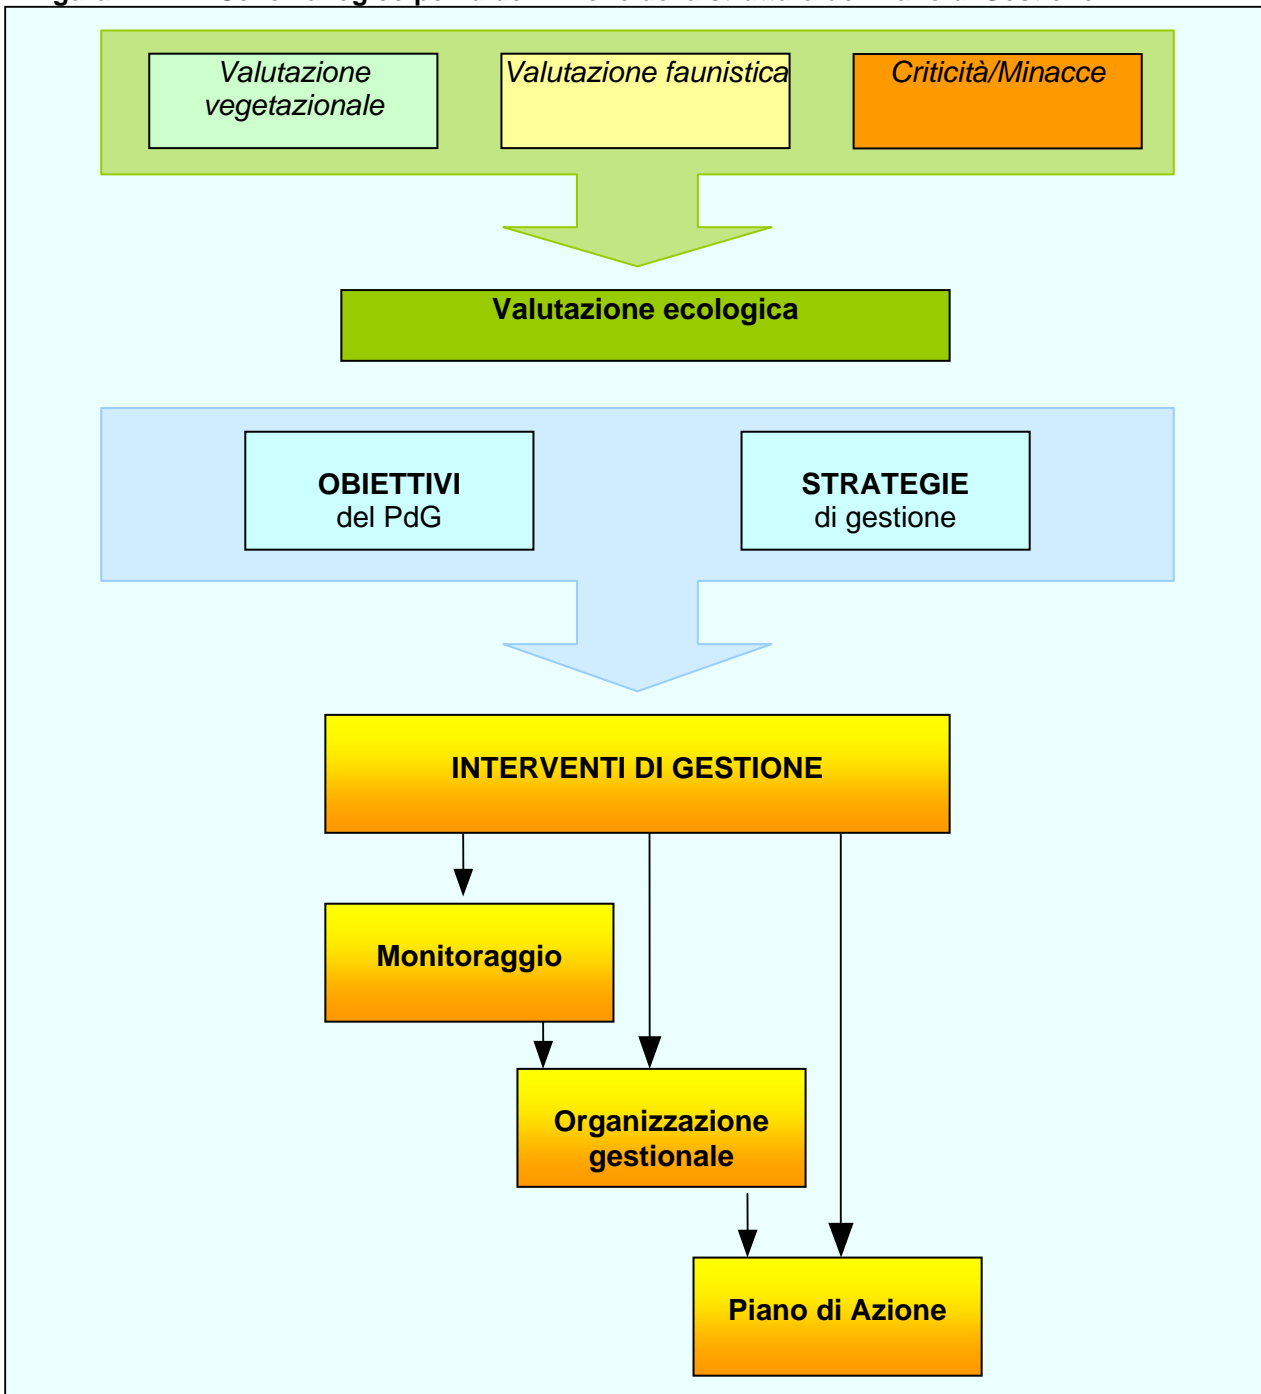 Valutazione
vegetazionale
Valutazione faunistica
Criticità/Minacce
Valutazione ecologica
OBIETTIVI
del PdG
STRATEGIE
di gestione
INTERVENTI DI GESTIONE
Monitoraggio
Organizzazione
gestionale
Piano di Azione